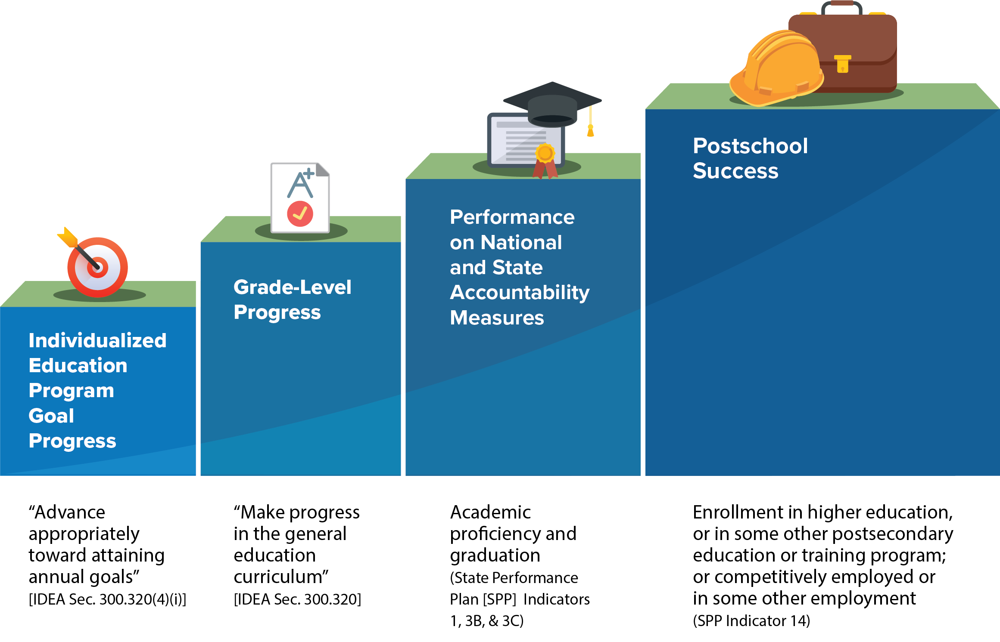 Individualized
Education
Program
Goal
Progress
Grade-Level
Progress
A+
Performance
on National
and State
Accountability
Measures
Postschool
Success
“Advance
appropriately
toward attaining
annual goals”
[IDEA Sec. 300.320(4)(i)]
“Make progress
in the general
education
curriculum”
[IDEA Sec. 300.320]
Academic
proficiency and
graduation
(State Performance
Plan [SPP]  Indicators
1, 3B, & 3C)
Enrollment in higher education,
or in some other postsecondary
education or training program;
or competitively employed or
in some other employment
(SPP Indicator 14)